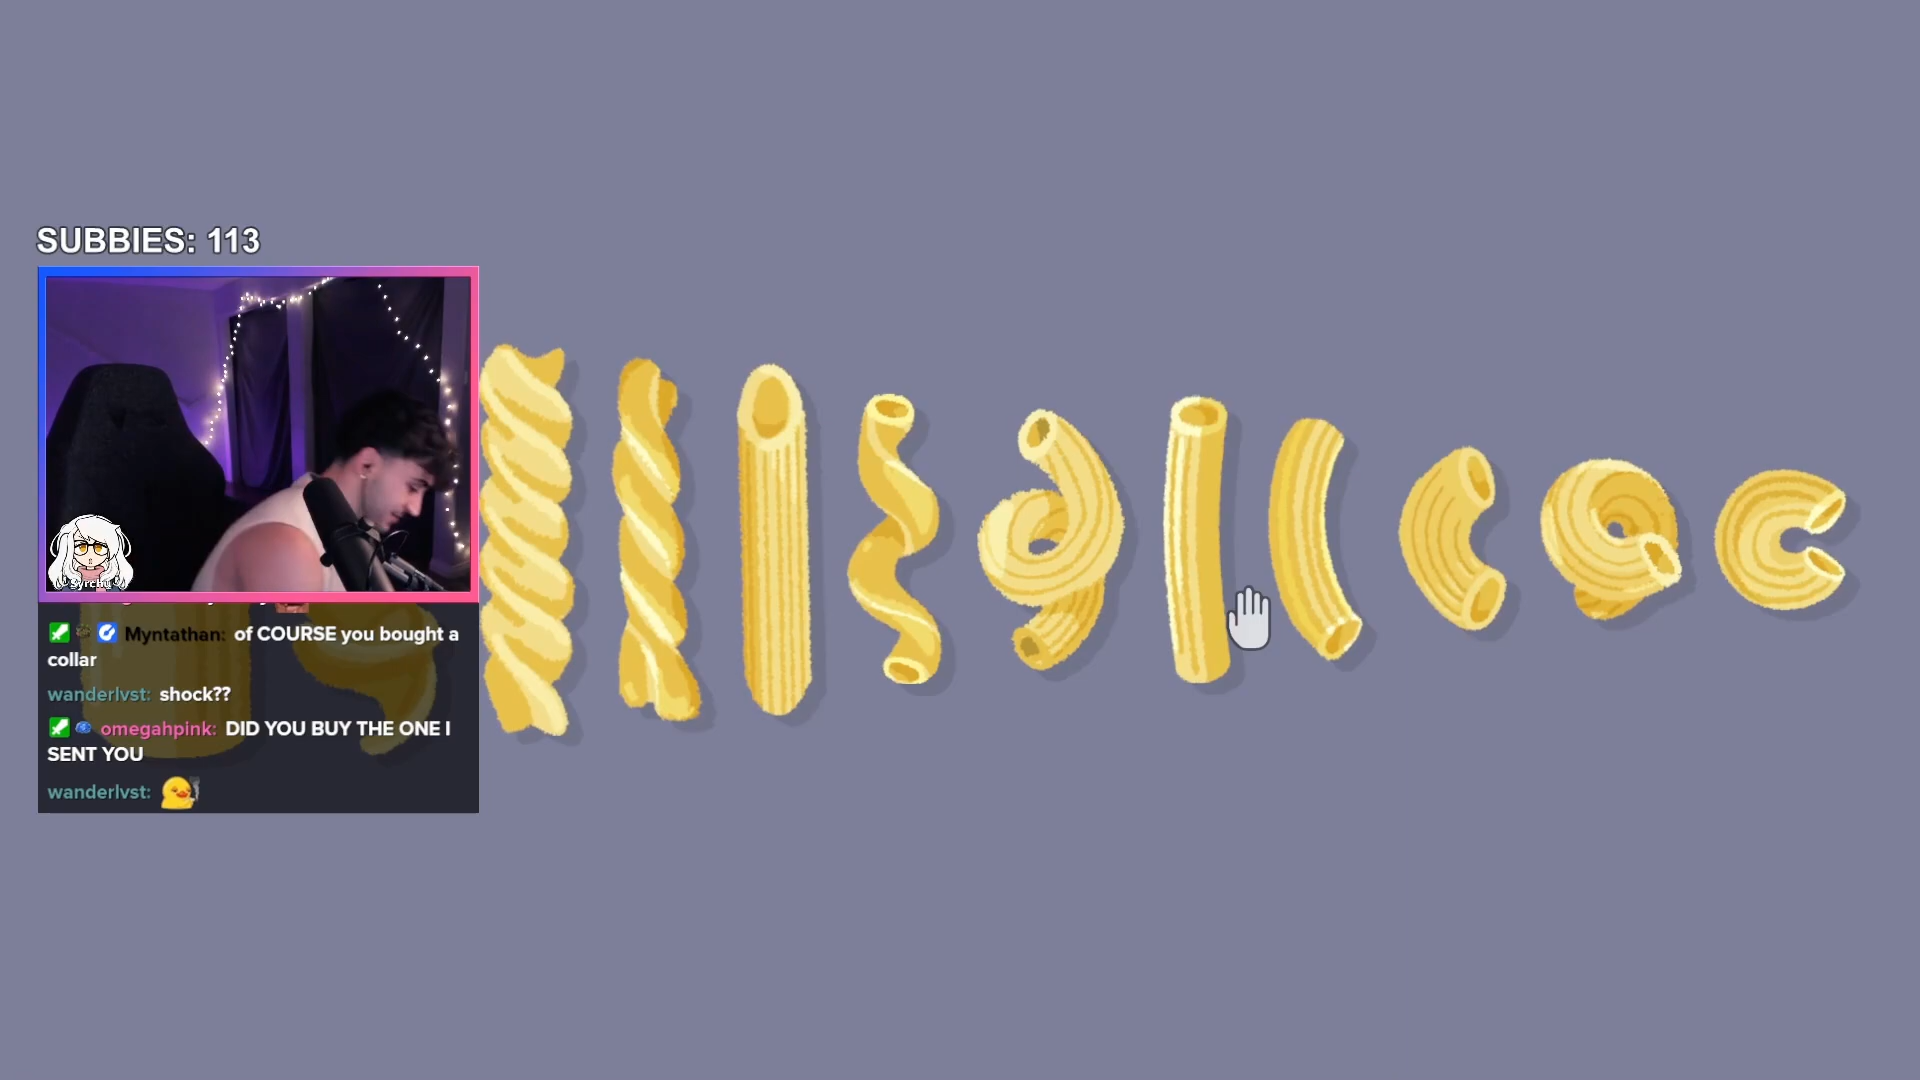 SUBBIES: 113
Syrchu
Myntathan: of COURSE you bought a
collar
wanderlvst: shock??
omegahpink: DID YOU BUY THE ONE I
SENT YOU
wanderlvst: